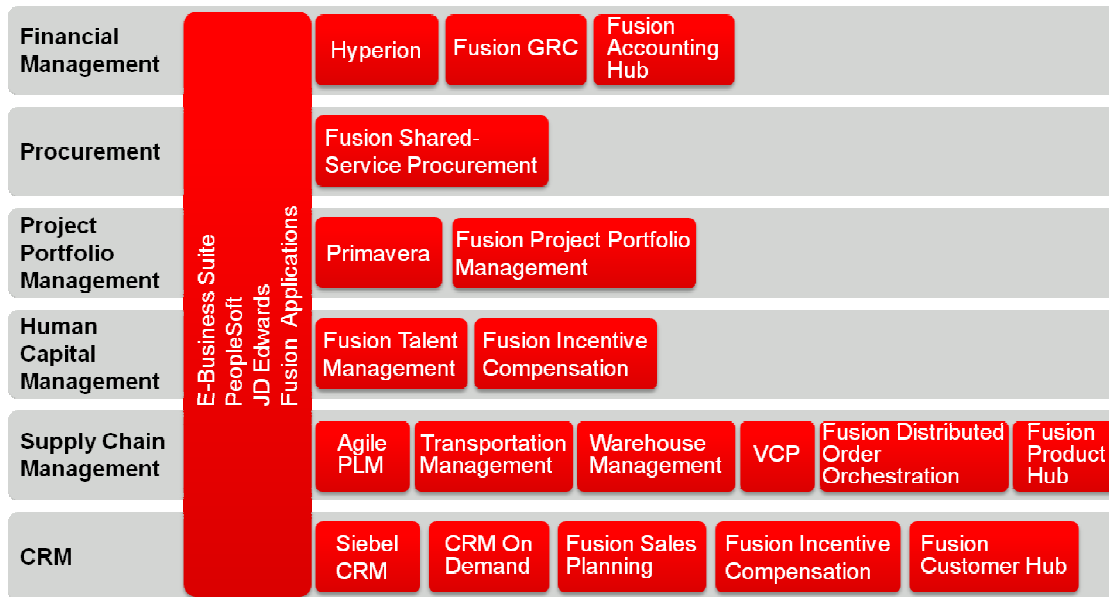 Financial
Management
Hyperion
Fusion GRC
Fusion
Accounting
Hub
Procurement
Fusion Shared-
Service Procurement
Project
Portfolio
Management
Primavera
Fusion Project Portfolio
Management
Human
Capital
Management
Fusion Talent
Management
Fusion Incentive
Compensation
Supply Chain
Management
Agile
PLM
Transportation
Management
Warehouse
Management
VCP
Fusion Distributed
Order
Orchestration
Fusion
Product
Hub
CRM
Siebel
CRM
CRM On
Demand
Fusion Sales
Planning
Fusion Incentive
Compensation
Fusion
Customer Hub
E-Business Suite
PeopleSoft
JD Edwards
Fusion Applications